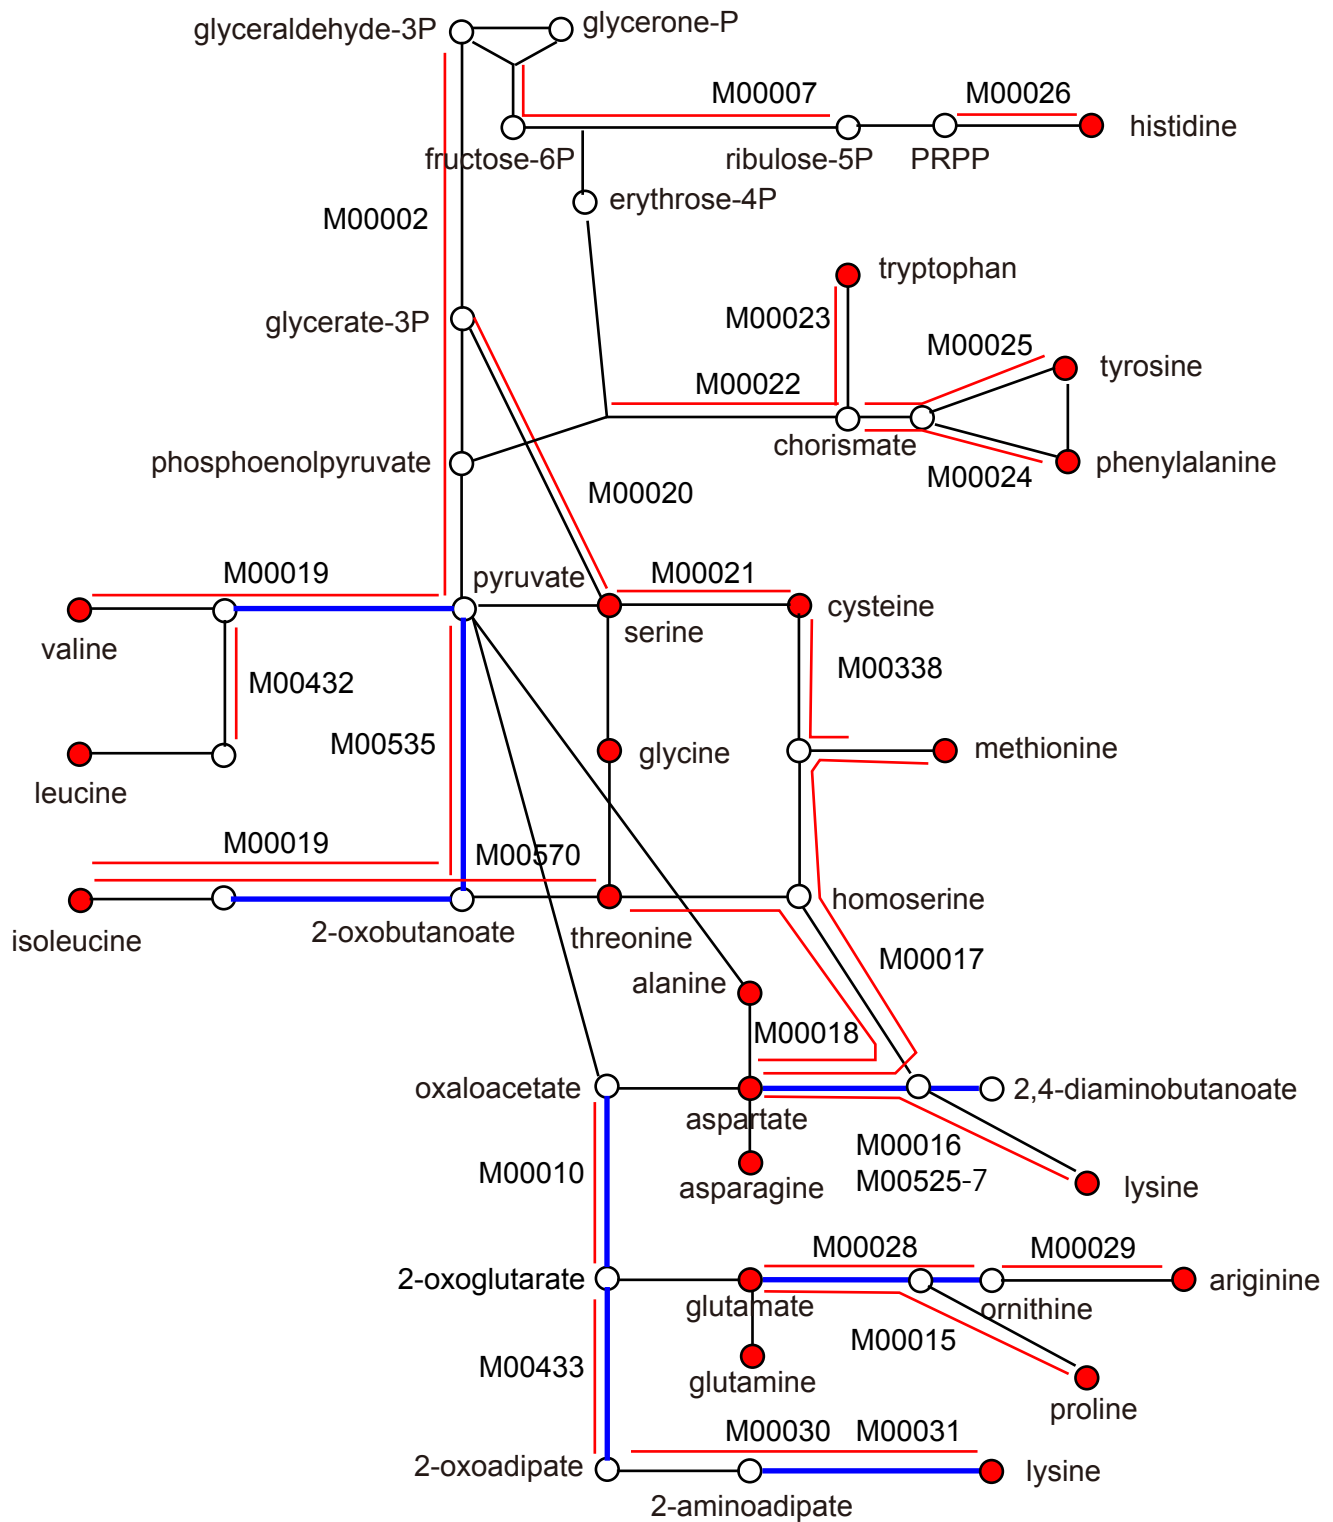 glyceraldehyde-3P
glycerone-P
M00007
M00026
histidine
fructose-6P
ribulose-5P
PRPP
erythrose-4P
M00002
tryptophan
glycerate-3P
M00023
M00025
tyrosine
M00022
chorismate
phosphoenolpyruvate
phenylalanine
M00024
M00020
M00019
pyruvate
M00021
cysteine
serine
valine
M00432
M00338
M00535
glycine
methionine
leucine
M00019
M00570
homoserine
isoleucine
2-oxobutanoate
threonine
M00017
alanine
M00018
oxaloacetate
2,4-diaminobutanoate
aspartate
M00016
M00010
M00525-7
asparagine
lysine
M00028
M00029
2-oxoglutarate
ariginine
glutamate
ornithine
M00015
M00433
glutamine
proline
M00030
M00031
2-oxoadipate
lysine
2-aminoadipate